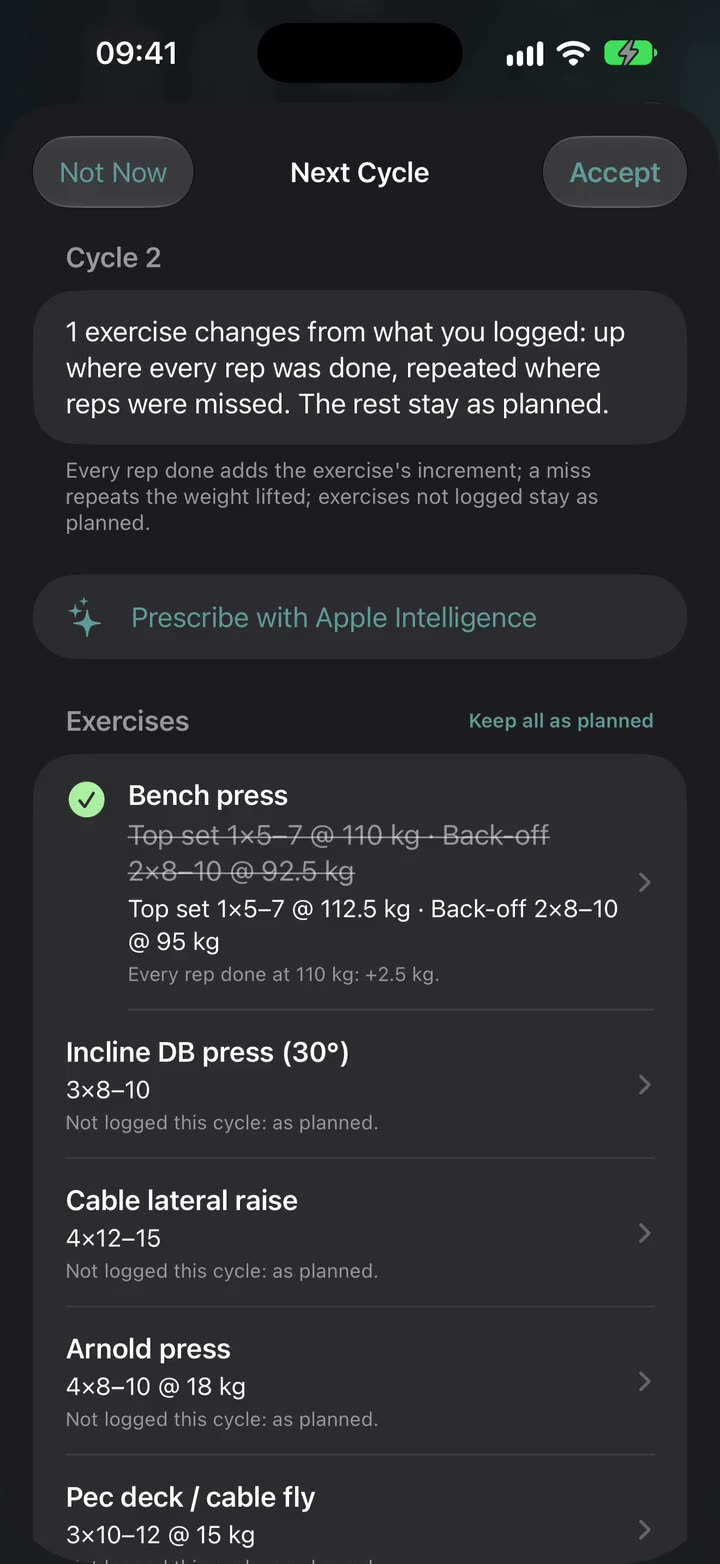 09:41
Not Now
Next Cycle
Accept
Cycle 2
1 exercise changes from what you logged: up
where every rep was done, repeated where
reps were missed. The rest stay as planned.
Every rep done adds the exercise's increment; a miss
repeats the weight lifted; exercises not logged stay as
planned.
Prescribe with Apple Intelligence
Exercises
Keep all as planned
Bench press
Top set 1×5–7 @ 110 kg · Back-off
2×8–10 @ 92.5 kg
Top set 1×5–7 @ 112.5 kg · Back-off 2×8–10
@ 95 kg
Every rep done at 110 kg: +2.5 kg.
Incline DB press (30°)
3×8–10
Not logged this cycle: as planned.
Cable lateral raise
4×12–15
Not logged this cycle: as planned.
Arnold press
4×8–10 @ 18 kg
Not logged this cycle: as planned.
Pec deck / cable fly
3×10–12 @ 15 kg